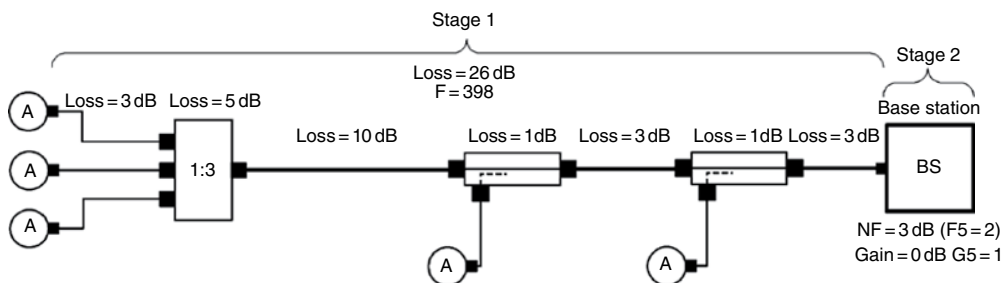 Stage 1
Loss = 26 dB
F = 398
Stage 2
Base station
Loss = 3 dB
Loss = 5 dB
Loss = 10 dB
Loss = 1dB
Loss = 3 dB
Loss = 1dB
Loss = 3 dB
A
A
A
1:3
BS
A
A
NF = 3 dB (F5 = 2)
Gain = 0 dB G5 = 1